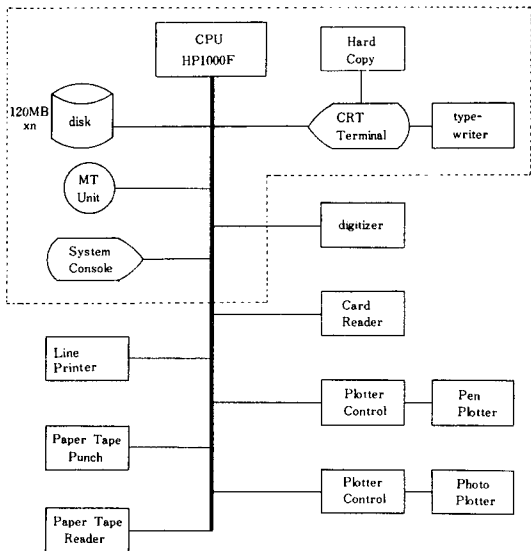 CPU
HP1000F
Hard
Copy
120MB
xn
disk
CRT
Terminal
type-
writer
MT
Unit
digitizer
System
Console
Card
Reader
Line
Printer
Plotter
Control
Pen
Plotter
Paper Tape
Punch
Plotter
Control
Photo
Plotter
Paper Tape
Reader